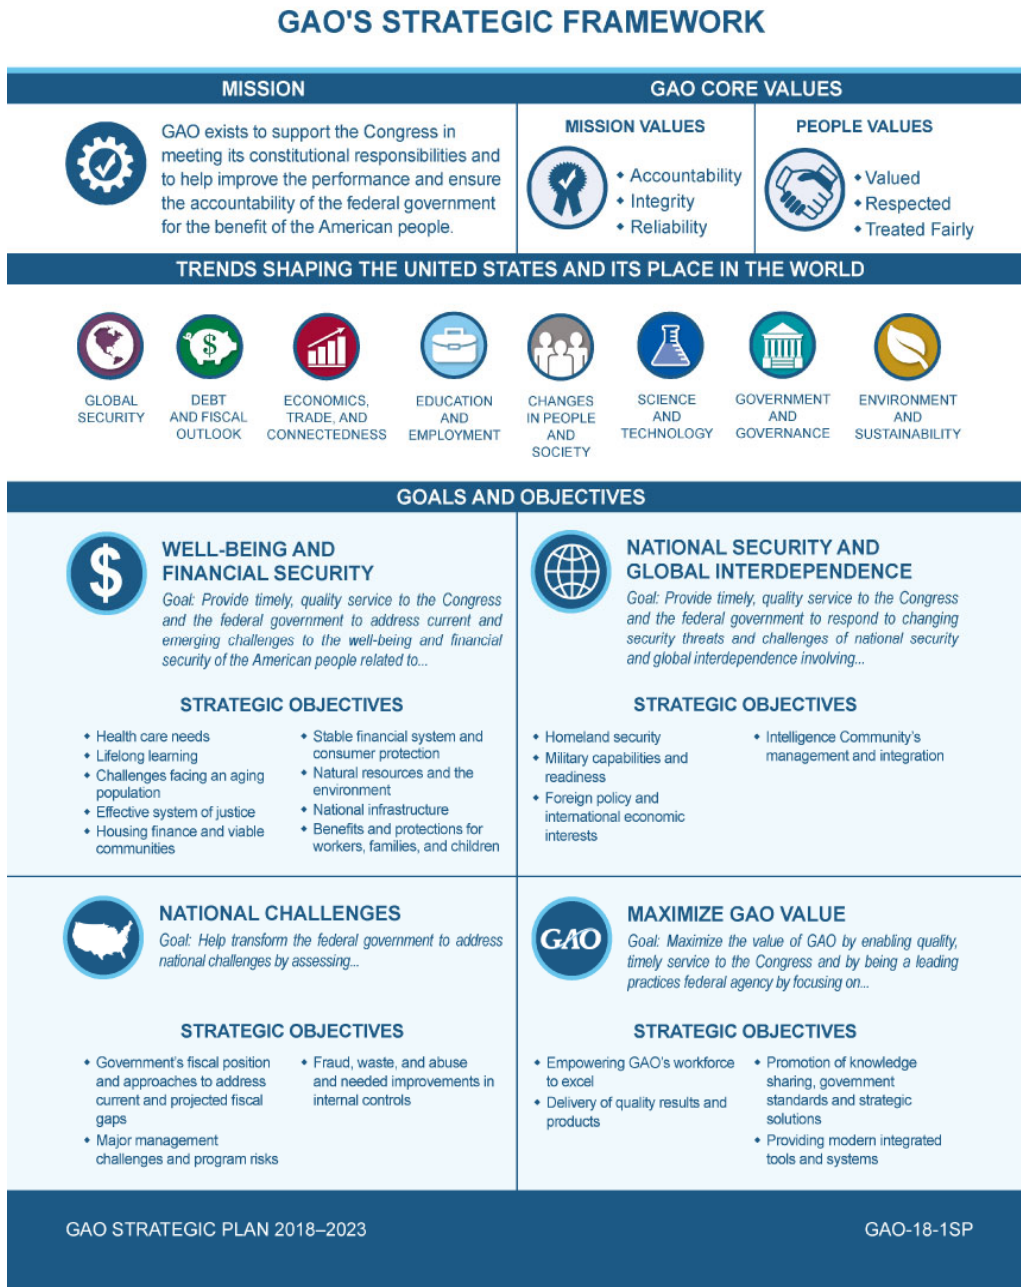 GAO'S STRATEGIC FRAMEWORK
MISSION
GAO exists to support the Congress in
meeting its constitutional responsibilities and
to help improve the performance and ensure
the accountability of the federal government
for the benefit of the American people.
GAO CORE VALUES
MISSION VALUES
Accountability
Integrity
Reliability
PEOPLE VALUES
Valued
Respected
Treated Fairly
TRENDS SHAPING THE UNITED STATES AND ITS PLACE IN THE WORLD
$
GLOBAL
SECURITY
DEBT
AND FISCAL
OUTLOOK
ECONOMICS,
TRADE, AND
CONNECTEDNESS
EDUCATION
AND
EMPLOYMENT
CHANGES
IN PEOPLE
AND
SOCIETY
SCIENCE
AND
TECHNOLOGY
GOVERNMENT
AND
GOVERNANCE
ENVIRONMENT
AND
SUSTAINABILITY
GOALS AND OBJECTIVES
$
WELL-BEING AND
FINANCIAL SECURITY
Goal: Provide timely, quality service to the Congress
and the federal government to address current and
emerging challenges to the well-being and financial
security of the American people related to...
STRATEGIC OBJECTIVES
Health care needs
Lifelong learning
Challenges facing an aging
population
Effective system of justice
Housing finance and viable
communities
Stable financial system and
consumer protection
Natural resources and the
environment
National infrastructure
Benefits and protections for
workers, families, and children
NATIONAL SECURITY AND
GLOBAL INTERDEPENDENCE
Goal: Provide timely, quality service to the Congress
and the federal government to respond to changing
security threats and challenges of national security
and global interdependence involving...
STRATEGIC OBJECTIVES
Homeland security
Military capabilities and
readiness
Foreign policy and
international economic
interests
Intelligence Community's
management and integration
NATIONAL CHALLENGES
Goal: Help transform the federal government to address
national challenges by assessing...
STRATEGIC OBJECTIVES
Government's fiscal position
and approaches to address
current and projected fiscal
gaps
Major management
challenges and program risks
Fraud, waste, and abuse
and needed improvements in
internal controls
GAO
MAXIMIZE GAO VALUE
Goal: Maximize the value of GAO by enabling quality,
timely service to the Congress and by being a leading
practices federal agency by focusing on...
STRATEGIC OBJECTIVES
Empowering GAO's workforce
to excel
Delivery of quality results and
products
Promotion of knowledge
sharing, government
standards and strategic
solutions
Providing modern integrated
tools and systems
GAO STRATEGIC PLAN 2018–2023
GAO-18-1SP